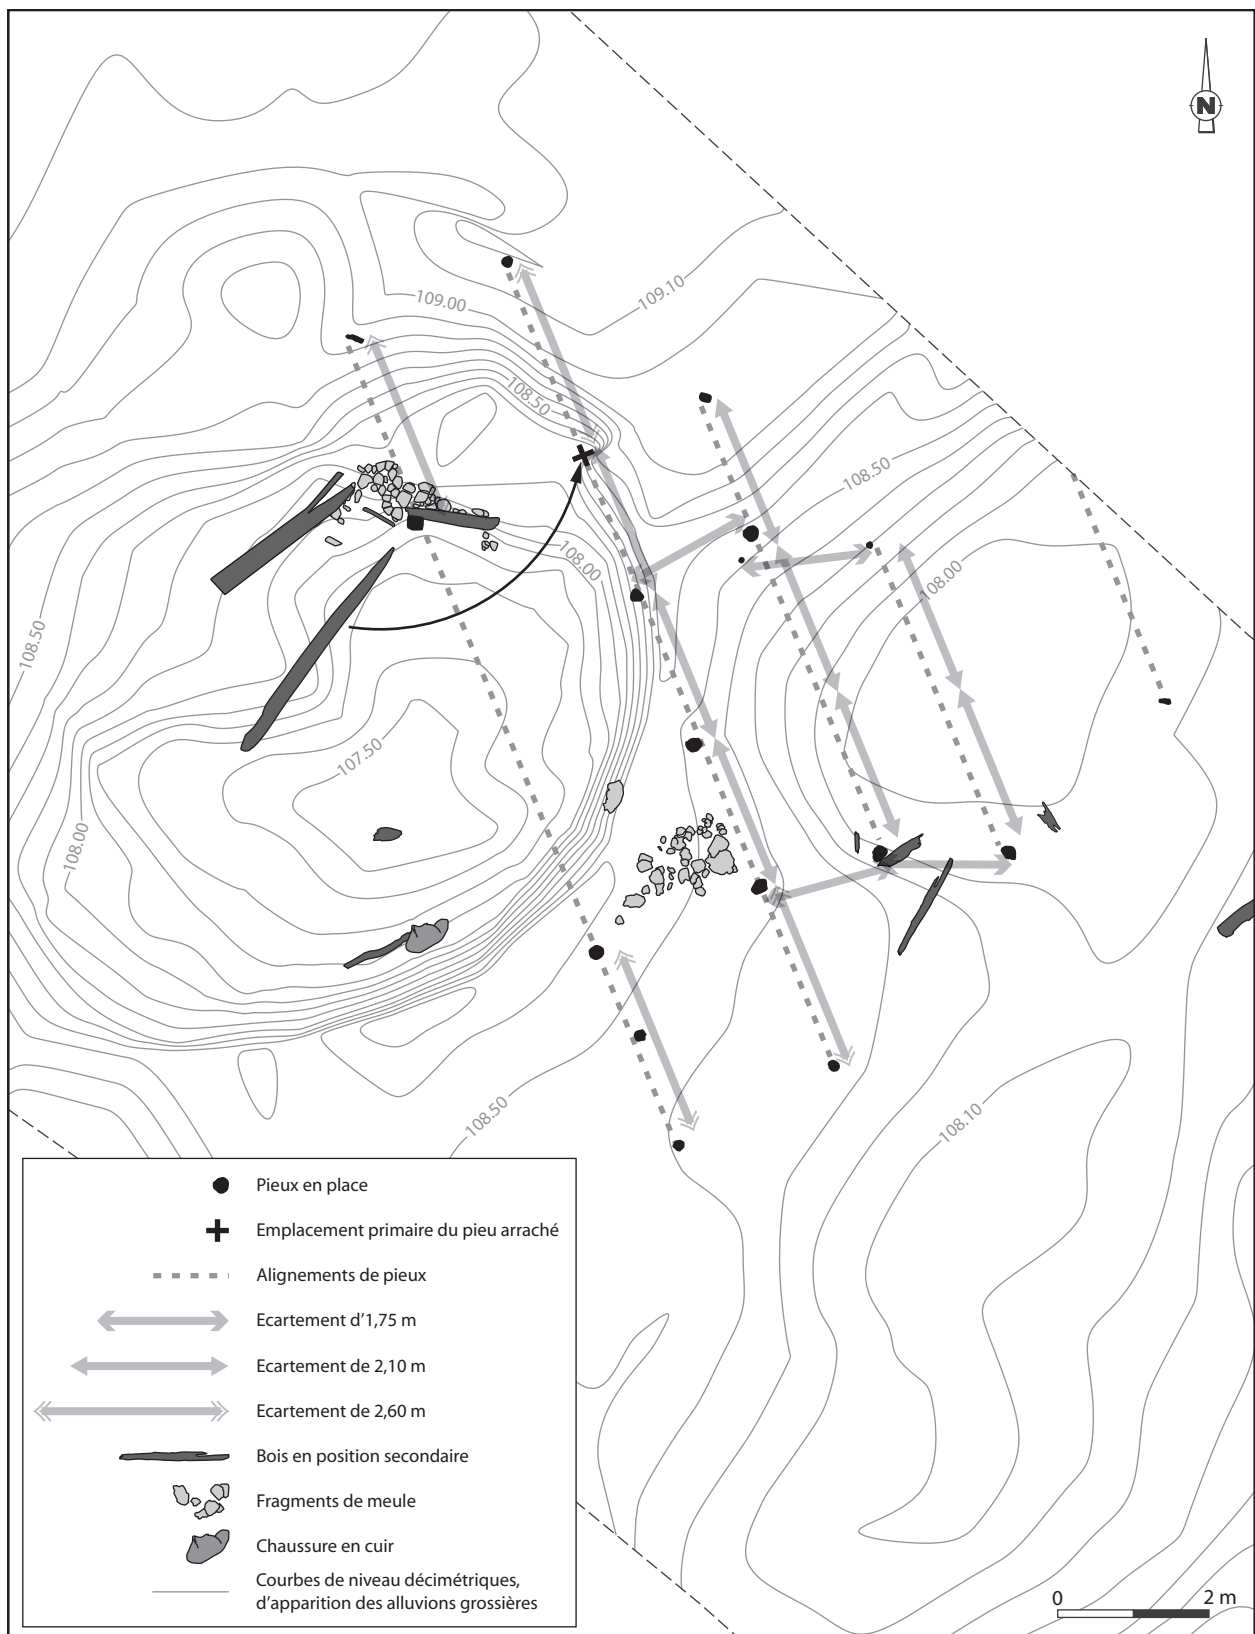 N
109.10
109.00
108.50
108.50
108.00
108.00
108.50
107.50
108.00
108.50
108.10
Pieux en place
Emplacement primaire du pieu arraché
Alignements de pieux
Ecartement d'1,75 m
Ecartement de 2,10 m
Ecartement de 2,60 m
Bois en position secondaire
Fragments de meule
Chaussure en cuir
Courbes de niveau décimétriques,
d'apparition des alluvions grossières
0 2 m